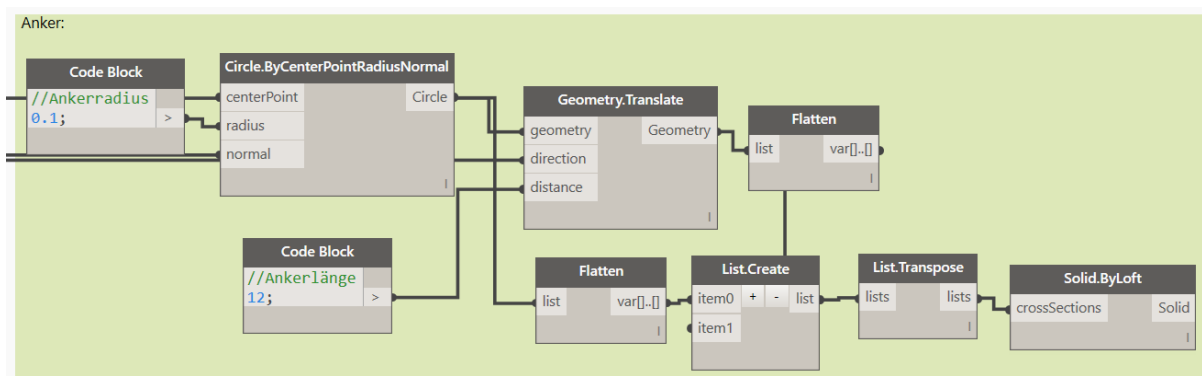 Anker:
Code Block
//Ankerradius
0.1;
>
Circle.ByCenterPointRadiusNormal
centerPoint
Circle
radius
normal
I
Geometry.Translate
geometry
Geometry
direction
distance
I
Flatten
list
var[]..[]
I
Code Block
//Ankerlänge
12;
>
Flatten
list
var[]..[]
I
List.Create
item0 + - list
item1
I
List.Transpose
lists
lists
I
Solid.ByLoft
crossSections
Solid
I